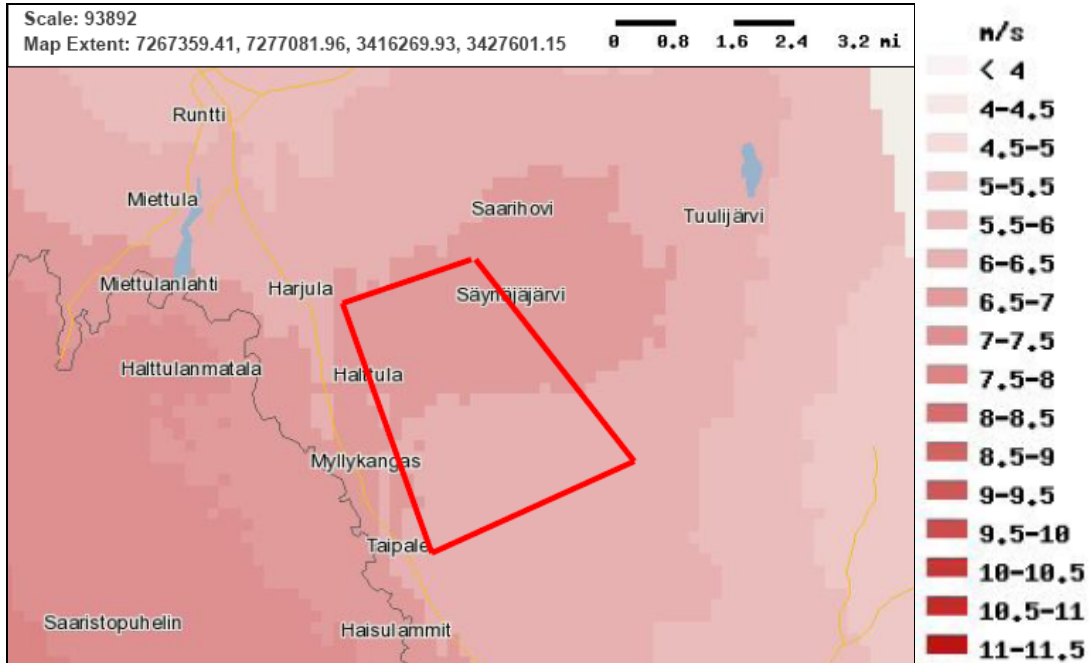 Scale: 93892
Map Extent: 7267359.41, 7277081.96, 3416269.93, 3427601.15
0 0.8 1.6 2.4 3.2 mi
Runtti
Miettula
Saarihovi
Tuulijärvi
Miettulanlahti
Harjula
Säynäjäjärvi
Halttulanmatala
Halttula
Myllykangas
Taipale
Saaristopuhelin
Haisulammit
m/s
< 4
4-4.5
4.5-5
5-5.5
5.5-6
6-6.5
6.5-7
7-7.5
7.5-8
8-8.5
8.5-9
9-9.5
9.5-10
10-10.5
10.5-11
11-11.5